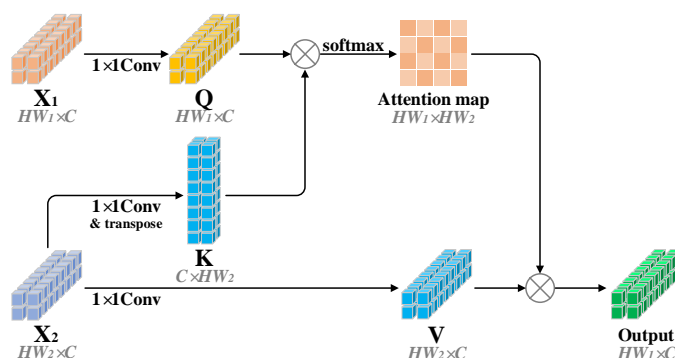 softmax
1×1Conv
X₁
HW₁×C
Q
HW₁×C
Attention map
HW₁×HW₂
1×1Conv
& transpose
K
C×HW₂
1×1Conv
X₂
HW₂×C
V
HW₂×C
Output
HW₁×C